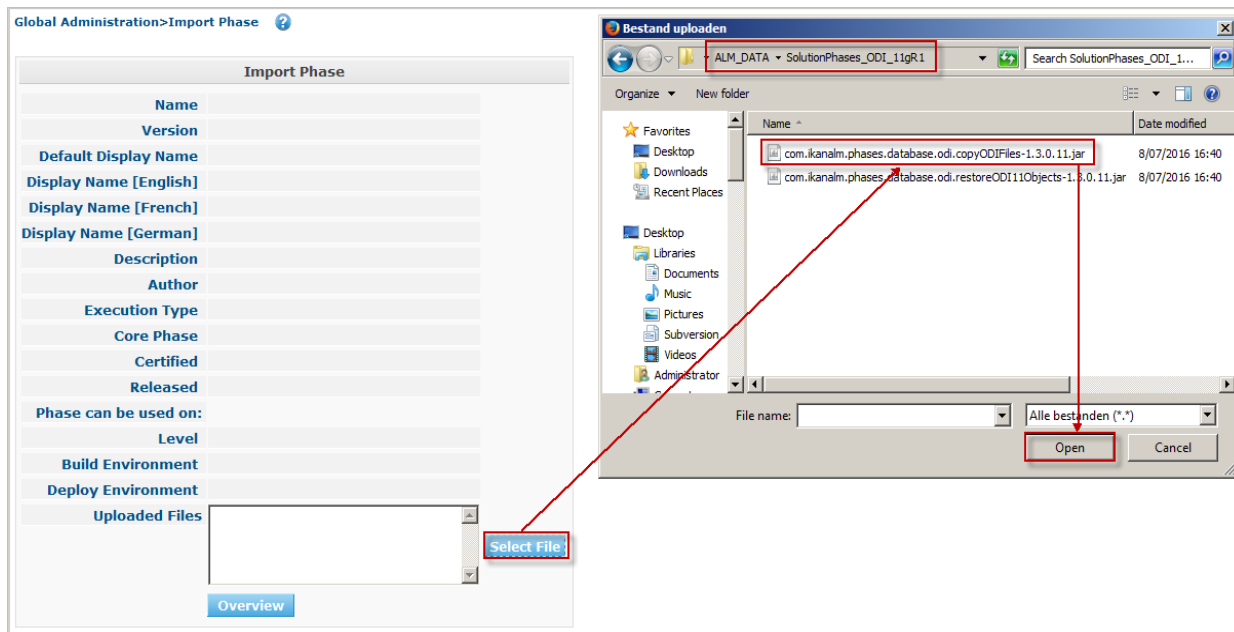 Global Administration>Import Phase ?
Import Phase
Name
Version
Default Display Name
Display Name [English]
Display Name [French]
Display Name [German]
Description
Author
Execution Type
Core Phase
Certified
Released
Phase can be used on:
Level
Build Environment
Deploy Environment
Uploaded Files
Select File
Overview
Bestand uploaden
ALM_DATA SolutionPhases_ODI_11gR1
Search SolutionPhases_ODI_1...
Organize New folder
Favorites
Desktop
Downloads
Recent Places
Desktop
Libraries
Documents
Music
Pictures
Subversion
Videos
Administrator
Name Date modified
com.ikanalm.phases.database.odi.copyODIFiles-1.3.0.11.jar 8/07/2016 16:40
com.ikanalm.phases.database.odi.restoreODI11Objects-1.3.0.11.jar 8/07/2016 16:40
File name: Alle bestanden (*.*)
Open Cancel